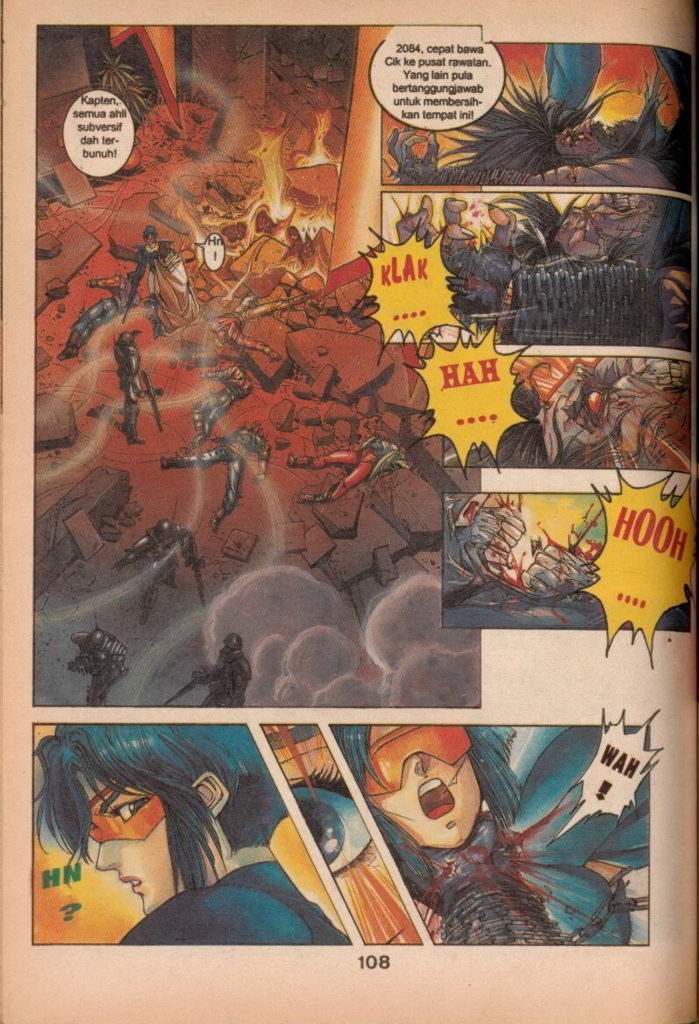 Kapten,.
semua ahli
subversif
dah ter-
bunuh!
2084, cepat bawa
Cik ke pusat rawatan.
Yang lain pula
bertanggungjawab
untuk membersih-
kan tempat ini!
Hn
!
KLAK
....
HAH
....
HOOH
....
HN
?
WAH
!!
108